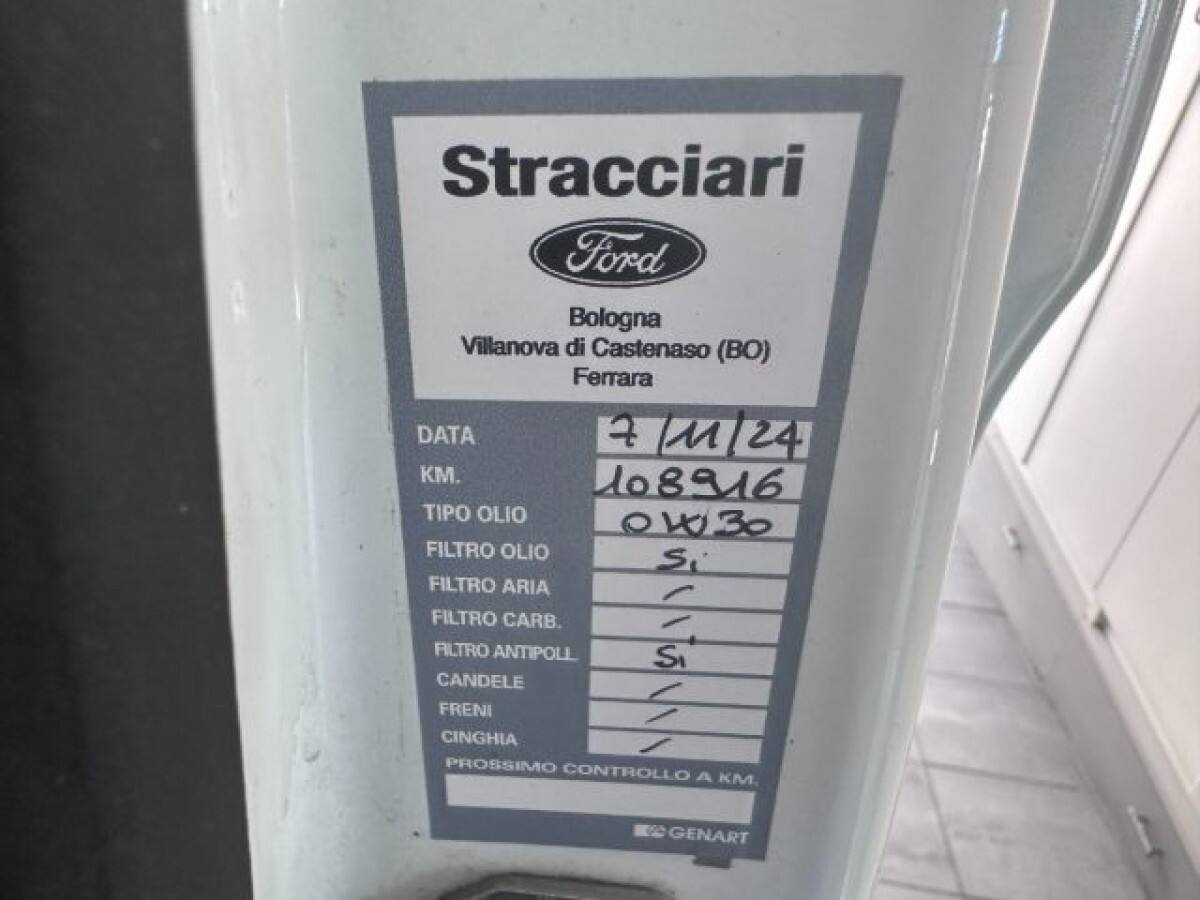 Stracciari
Ford
Bologna
Villanova di Castenaso (BO)
Ferrara
DATA 7/11/24
KM. 108916
TIPO OLIO 0W30
FILTRO OLIO Si
FILTRO ARIA /
FILTRO CARB. /
FILTRO ANTIPOLL. Si
CANDELE /
FRENI /
CINGHIA /
PROSSIMO CONTROLLO A KM.
GENART